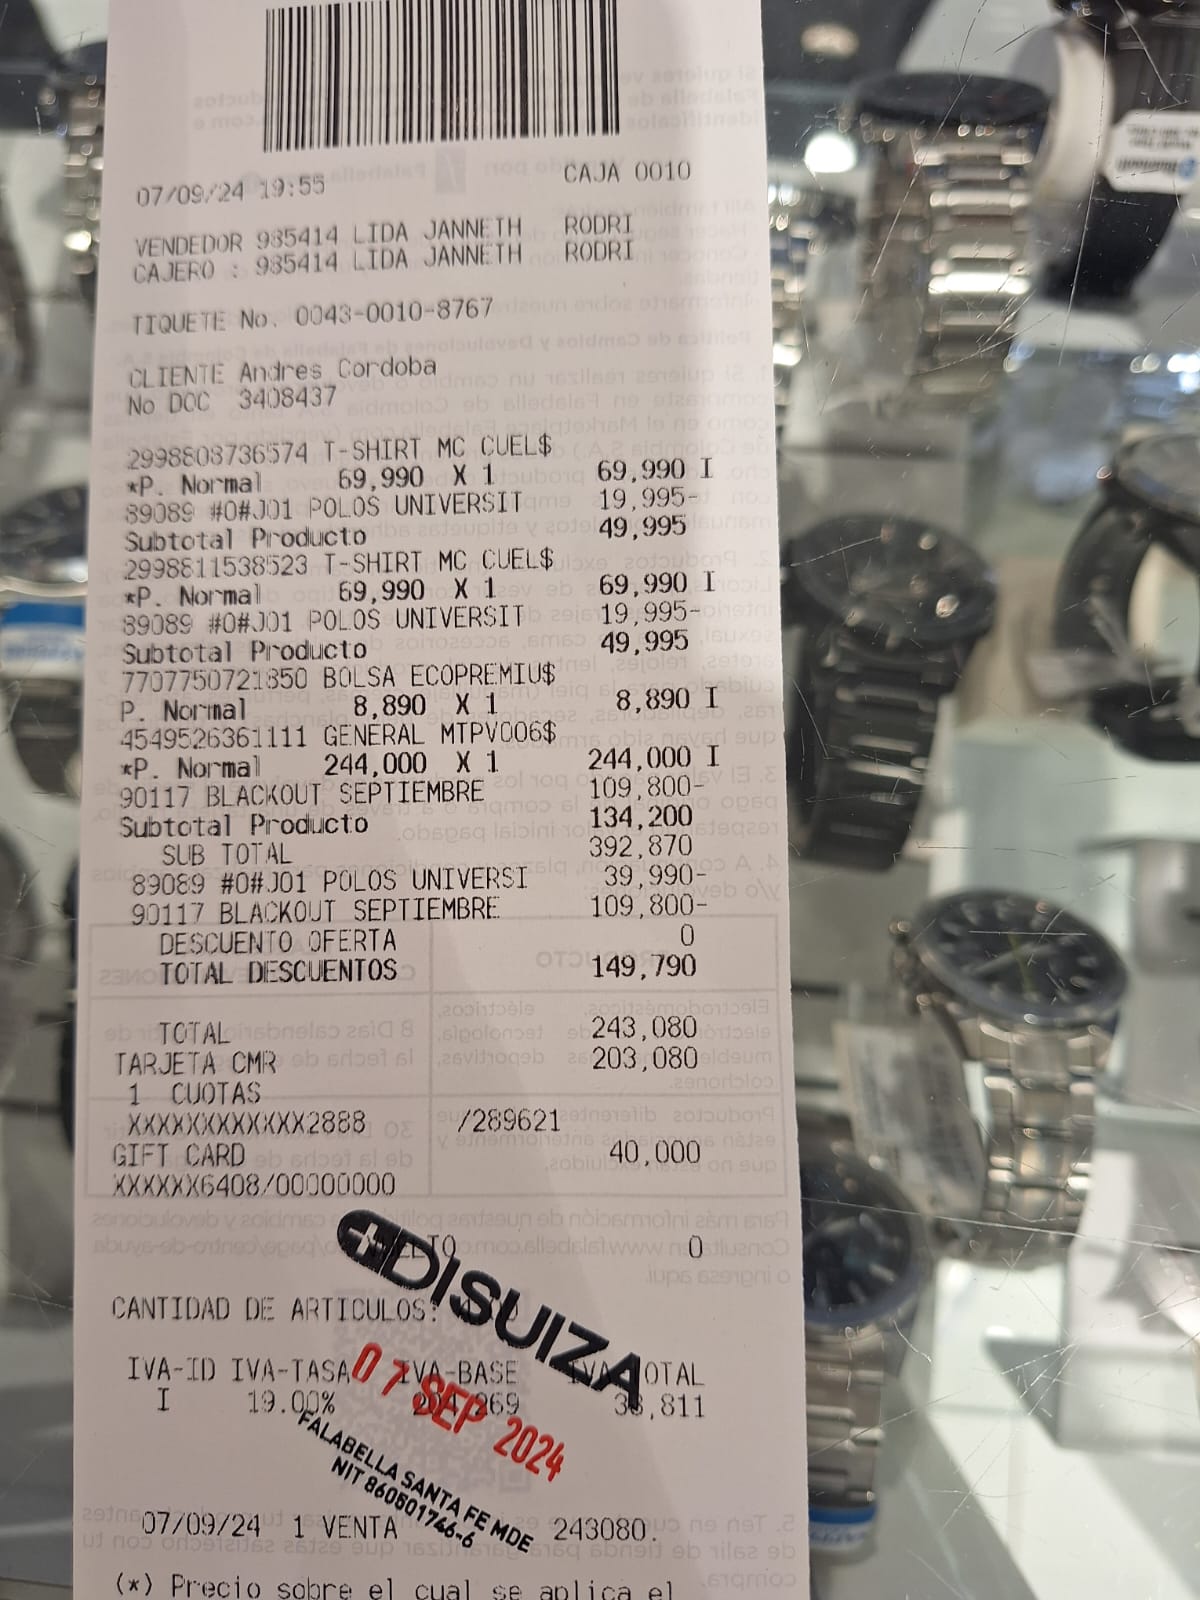 07/09/24 19:55 CAJA 0010
VENDEDOR 985414 LIDA JANNETH RODRI
CAJERO : 985414 LIDA JANNETH RODRI
TIQUETE No. 0043-0010-8767
CLIENTE Andres Cordoba
No DOC 3408437
2998808736574 T-SHIRT MC CUEL$
*P. Normal 69,990 X 1 69,990 I
89089 #0#J01 POLOS UNIVERSIT 19,995-
Subtotal Producto 49,995
2998811538523 T-SHIRT MC CUEL$
*P. Normal 69,990 X 1 69,990 I
89089 #0#J01 POLOS UNIVERSIT 19,995-
Subtotal Producto 49,995
7707750721850 BOLSA ECOPREMIU$
P. Normal 8,890 X 1 8,890 I
4549526361111 GENERAL MTPV006$
*P. Normal 244,000 X 1 244,000 I
90117 BLACKOUT SEPTIEMBRE 109,800-
Subtotal Producto 134,200
SUB TOTAL 392,870
89089 #0#J01 POLOS UNIVERSI 39,990-
90117 BLACKOUT SEPTIEMBRE 109,800-
DESCUENTO OFERTA 0
TOTAL DESCUENTOS 149,790
TOTAL 243,080
TARJETA CMR 203,080
1 CUOTAS
XXXXXXXXXXXX2888 /289621
GIFT CARD 40,000
XXXXXX6408/00000000
0
DISUIZA
CANTIDAD DE ARTICULOS:
IVA-ID IVA-TASA IVA-BASE
I 19.00%
07 SEP 2024
FALABELLA SANTA FE MDE
NIT 860501746-6
07/09/24 1 VENTA 243080.
(*) Precio sobre el cual se aplica el